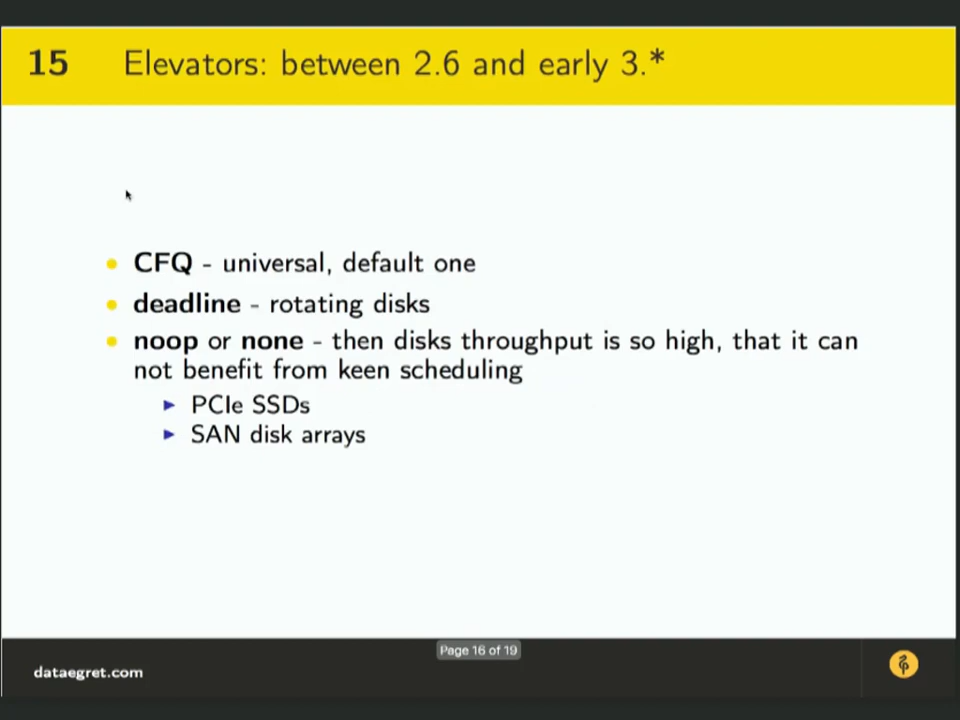 15 Elevators: between 2.6 and early 3.*
• CFQ - universal, default one
• deadline - rotating disks
• noop or none - then disks throughput is so high, that it can
not benefit from keen scheduling
► PCIe SSDs
► SAN disk arrays
Page 16 of 19
dataegret.com